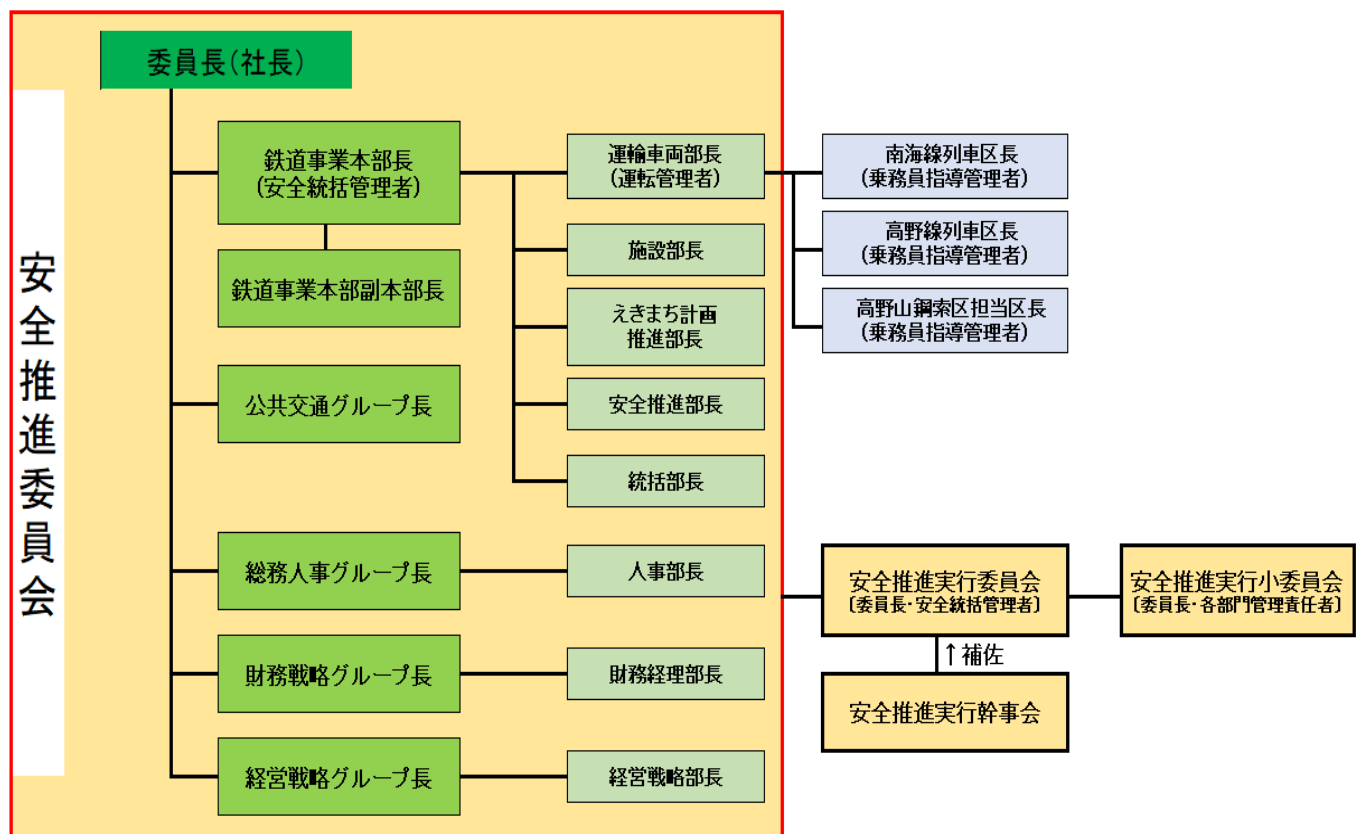 安全推進委員会
委員長(社長)
鉄道事業本部長
(安全統括管理者)
鉄道事業本部副本部長
公共交通グループ長
総務人事グループ長
財務戦略グループ長
経営戦略グループ長
運輸車両部長
(運転管理者)
施設部長
えきまち計画
推進部長
安全推進部長
統括部長
人事部長
財務経理部長
経営戦略部長
南海線列車区長
(乗務員指導管理者)
高野線列車区長
(乗務員指導管理者)
高野山鋼索区担当区長
(乗務員指導管理者)
安全推進実行委員会
〔委員長・安全統括管理者〕
↑補佐
安全推進実行幹事会
安全推進実行小委員会
〔委員長・各部門管理責任者〕